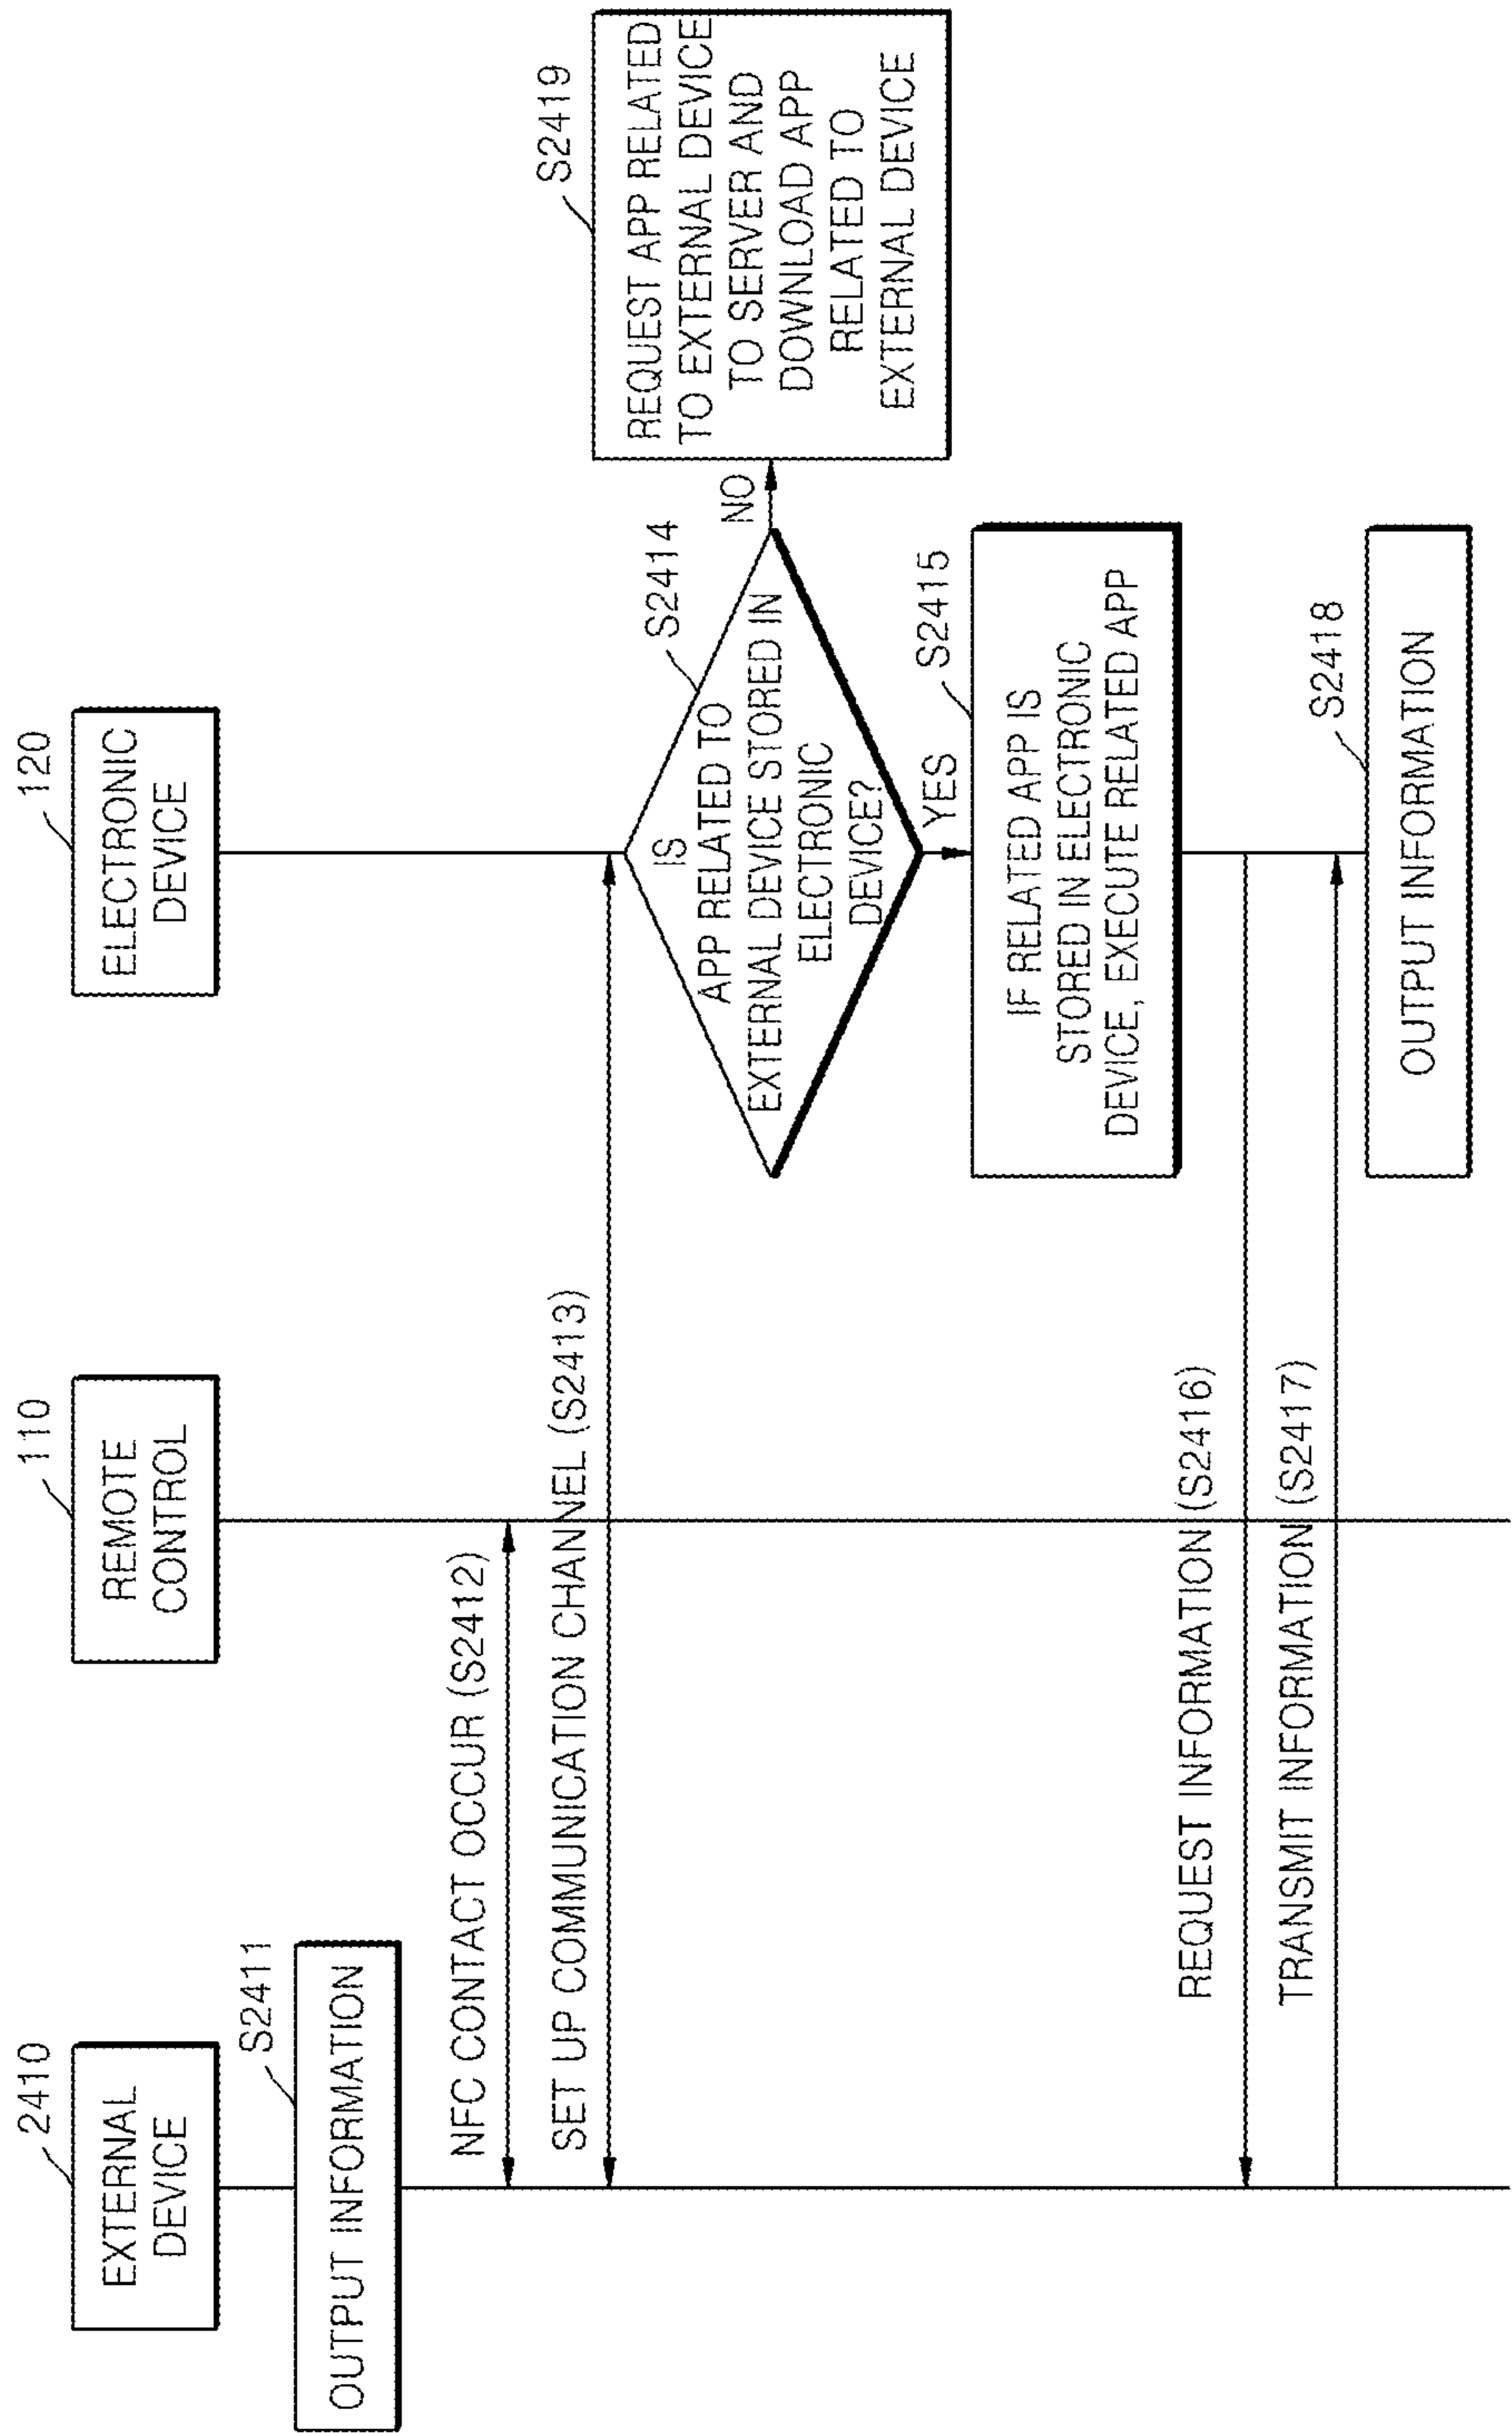 2410
EXTERNAL
DEVICE
110
REMOTE
CONTROL
120
ELECTRONIC
DEVICE
S2411
OUTPUT INFORMATION
NFC CONTACT OCCUR (S2412)
SET UP COMMUNICATION CHANNEL (S2413)
S2414
IS
APP RELATED TO
EXTERNAL DEVICE STORED IN
ELECTRONIC
DEVICE?
NO
S2419
REQUEST APP RELATED
TO EXTERNAL DEVICE
TO SERVER AND
DOWNLOAD APP
RELATED TO
EXTERNAL DEVICE
YES
S2415
IF RELATED APP IS
STORED IN ELECTRONIC
DEVICE, EXECUTE RELATED APP
REQUEST INFORMATION (S2416)
TRANSMIT INFORMATION (S2417)
S2418
OUTPUT INFORMATION